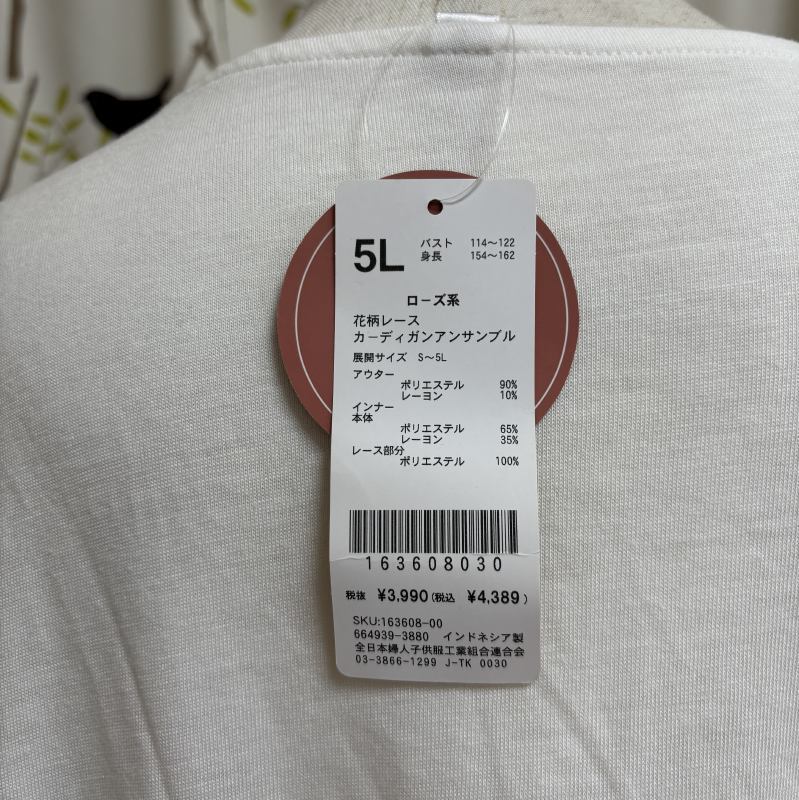 5L
バスト 114〜122
身長 154〜162
ローズ系
花柄レース
カーディガンアンサンブル
展開サイズ S〜5L
アウター
ポリエステル 90%
レーヨン 10%
インナー
本体
ポリエステル 65%
レーヨン 35%
レース部分
ポリエステル 100%
163608030
税抜 ¥3,990(税込 ¥4,389)
SKU:163608-00
664939-3880 インドネシア製
全日本婦人子供服工業組合連合会
03-3866-1299 J-TK 0030